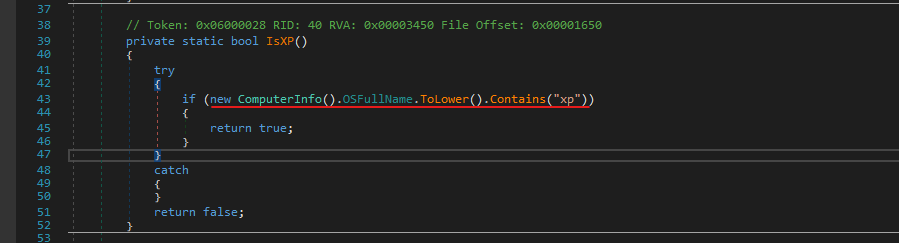 37
38 // Token: 0x06000028 RID: 40 RVA: 0x00003450 File Offset: 0x00001650
39 private static bool IsXP()
40 {
41 try
42 {
43 if (new ComputerInfo().OSFullName.ToLower().Contains("xp"))
44 {
45 return true;
46 }
47 }
48 catch
49 {
50 }
51 return false;
52 }
53